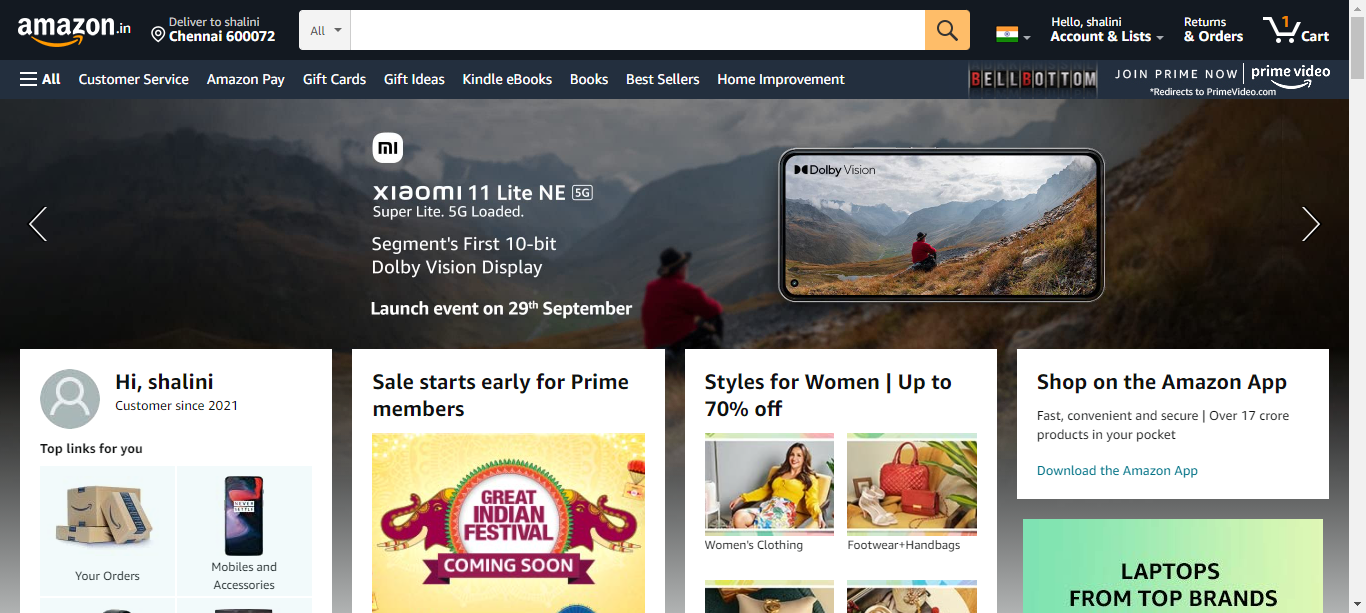 amazon.in
Deliver to shalini
Chennai 600072
All
Hello, shalini
Account & Lists
Returns
& Orders
1
Cart
All
Customer Service
Amazon Pay
Gift Cards
Gift Ideas
Kindle eBooks
Books
Best Sellers
Home Improvement
BELLBOTTOM
JOIN PRIME NOW
prime video
*Redirects to PrimeVideo.com
mi
xiaomi 11 Lite NE 5G
Super Lite. 5G Loaded.
Segment's First 10-bit
Dolby Vision Display
Launch event on 29th September
Dolby Vision
Hi, shalini
Customer since 2021
Top links for you
Your Orders
NEVER
SETTLE
Mobiles and
Accessories
Sale starts early for Prime
members
GREAT
INDIAN
FESTIVAL
COMING SOON
Styles for Women | Up to
70% off
Women's Clothing
Footwear+Handbags
Shop on the Amazon App
Fast, convenient and secure | Over 17 crore
products in your pocket
Download the Amazon App
LAPTOPS
FROM TOP BRANDS